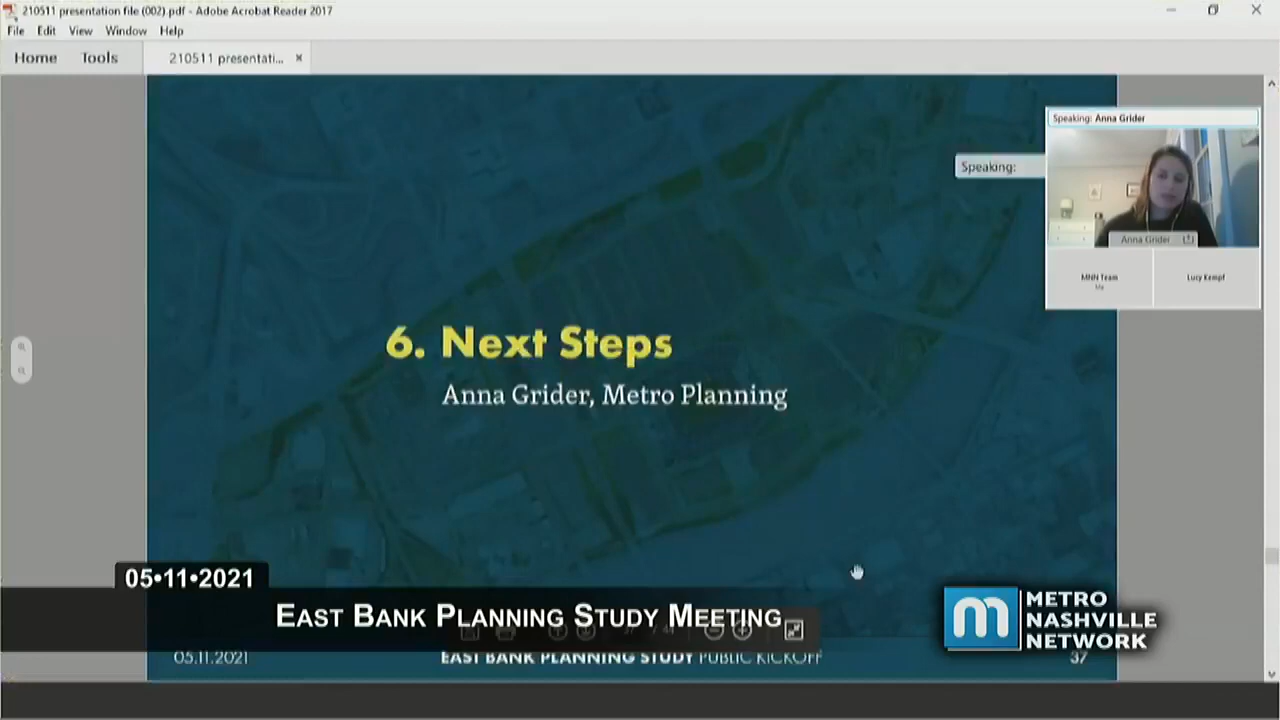 210511 presentation file (002).pdf - Adobe Acrobat Reader 2017
File Edit View Window Help
Home Tools 210511 presentati...
Speaking: Anna Grider
Speaking:
Anna Grider
MNN Team
Me
Lucy Kempf
6. Next Steps
Anna Grider, Metro Planning
05•11•2021
EAST BANK PLANNING STUDY MEETING
METRO
NASHVILLE
NETWORK
05.11.2021 EAST BANK PLANNING STUDY PUBLIC KICKOFF 37